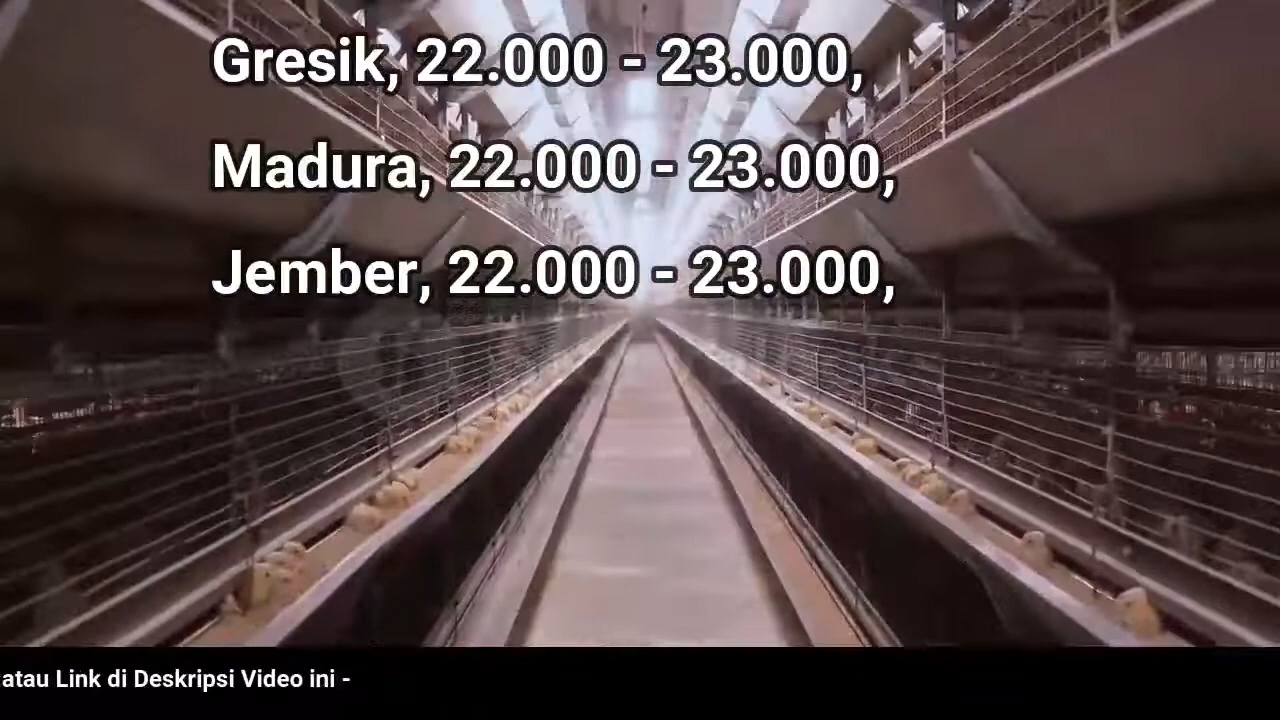 Gresik, 22.000 - 23.000,
Madura, 22.000 - 23.000,
Jember, 22.000 - 23.000,
atau Link di Deskripsi Video ini -